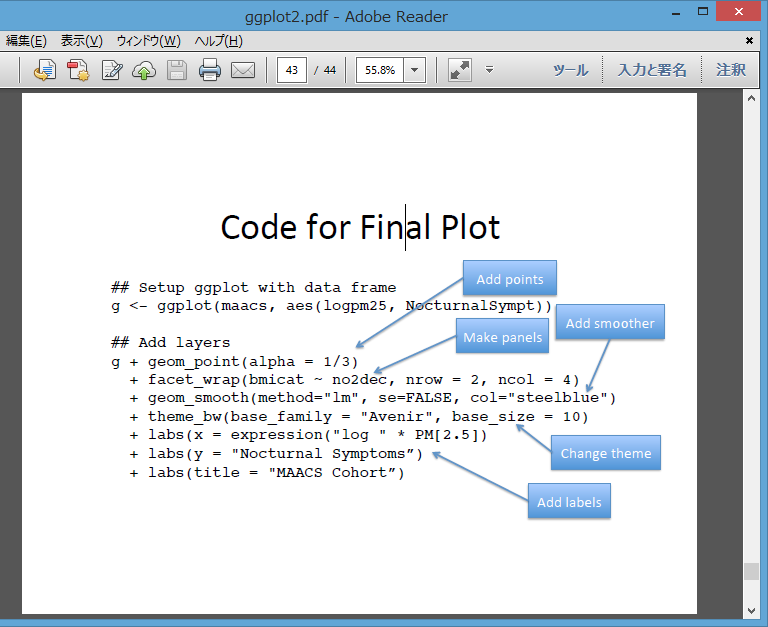 ggplot2.pdf - Adobe Reader
編集(E) 表示(V) ウィンドウ(W) ヘルプ(H)
43 / 44 55.8% ツール 入力と署名 注釈
Code for Final Plot
## Setup ggplot with data frame
g <- ggplot(maacs, aes(logpm25, NocturnalSympt))
## Add layers
g + geom_point(alpha = 1/3)
+ facet_wrap(bmicat ~ no2dec, nrow = 2, ncol = 4)
+ geom_smooth(method="lm", se=FALSE, col="steelblue")
+ theme_bw(base_family = "Avenir", base_size = 10)
+ labs(x = expression("log " * PM[2.5])
+ labs(y = "Nocturnal Symptoms”)
+ labs(title = "MAACS Cohort”)
Add points
Add smoother
Make panels
Change theme
Add labels